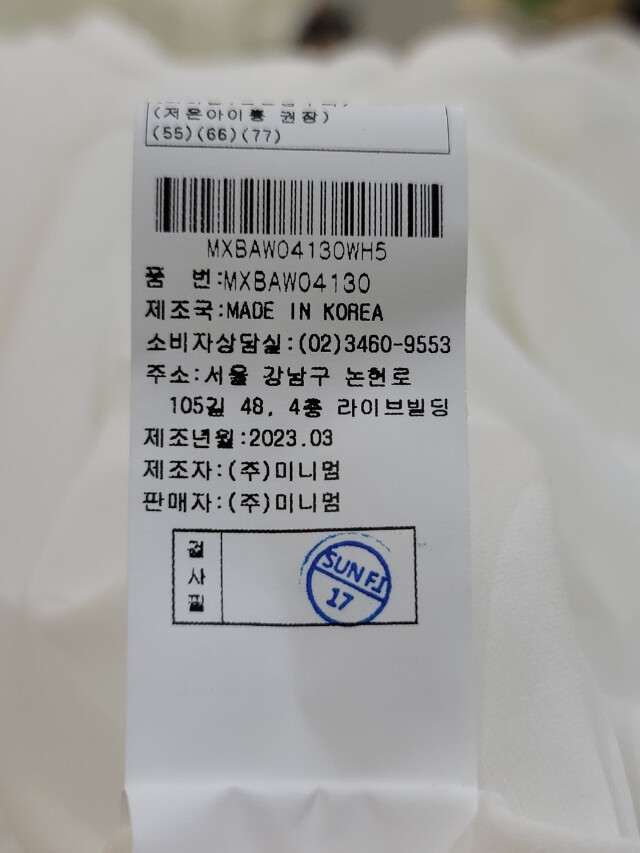 (저온아이롱 권장)
(55)(66)(77)
MXBAW04130WH5
품 번:MXBAW04130
제조국:MADE IN KOREA
소비자상담실:(02)3460-9553
주소:서울 강남구 논현로
105길 48, 4층 라이브빌딩
제조년월:2023.03
제조자:(주)미니멈
판매자:(주)미니멈
검사필
SUNFI
17